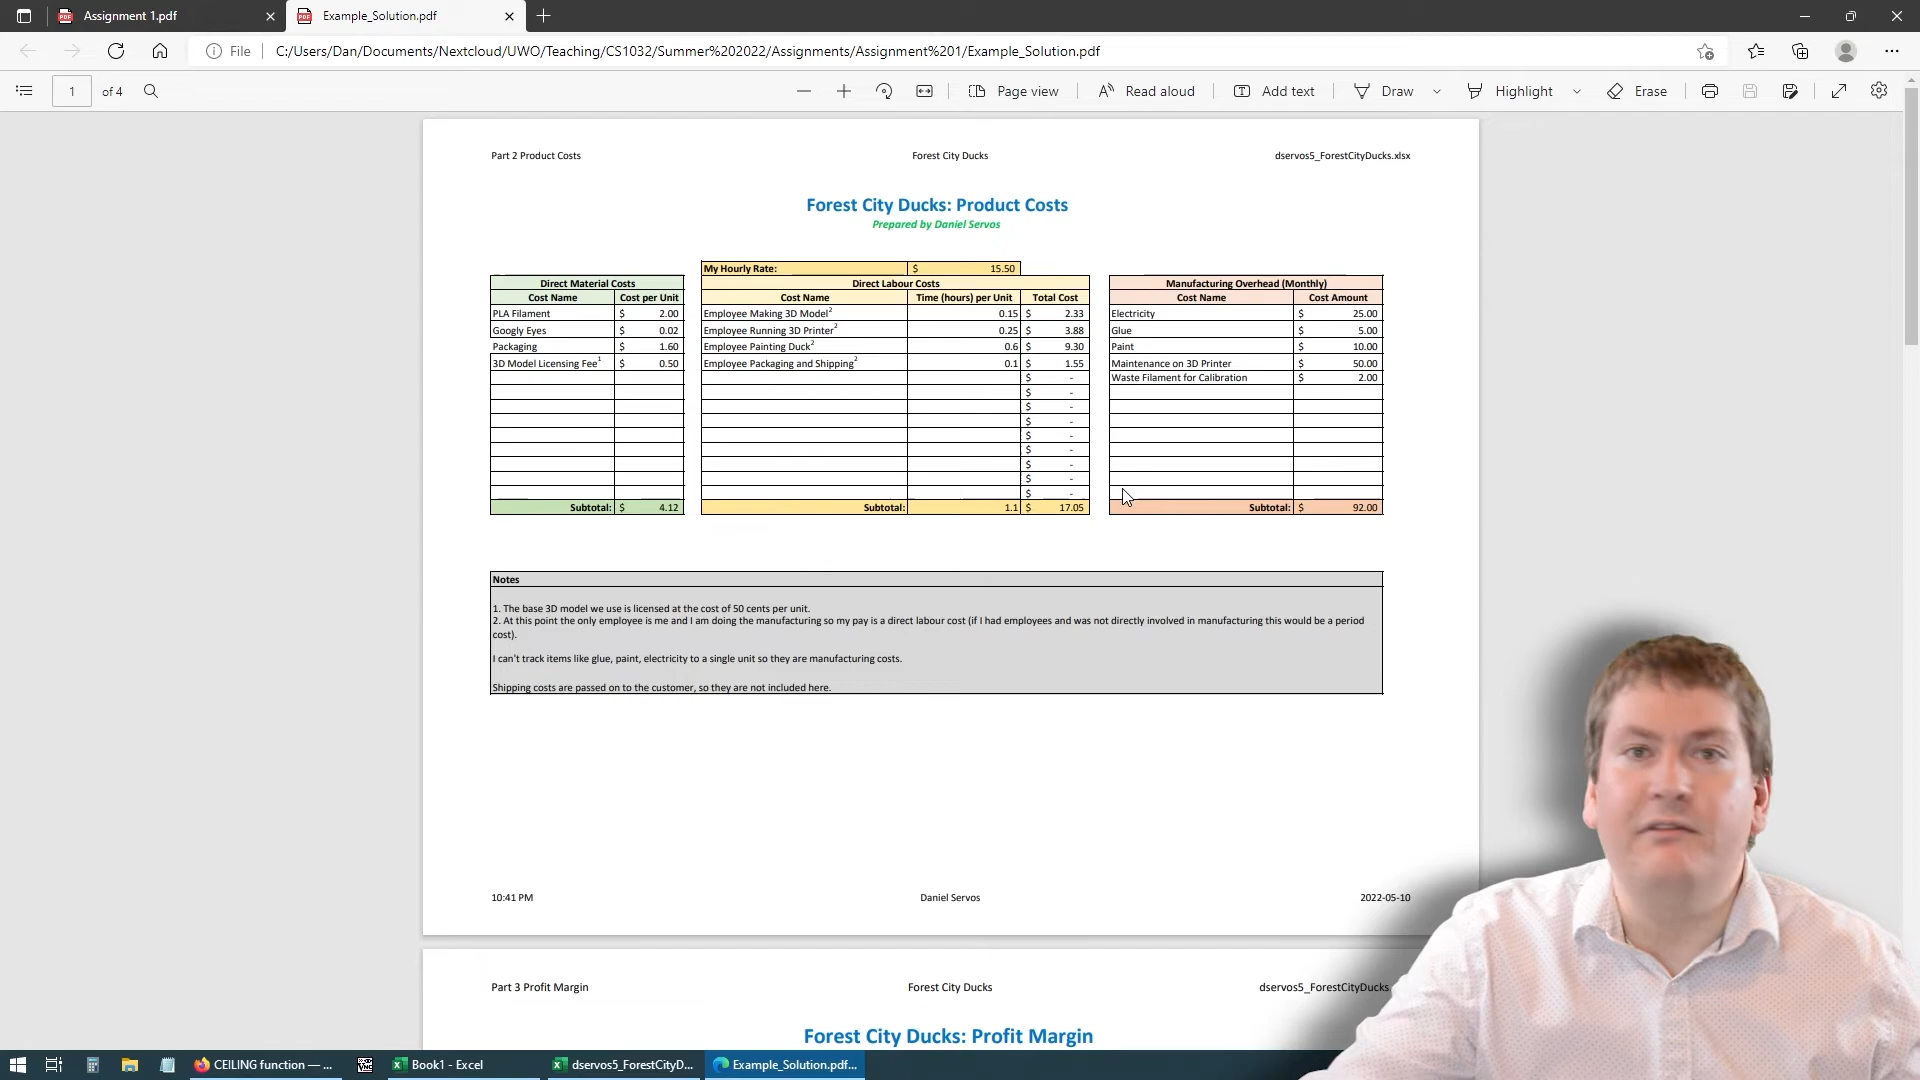 Assignment 1.pdf
Example_Solution.pdf
File
C:/Users/Dan/Documents/Nextcloud/UWO/Teaching/CS1032/Summer%202022/Assignments/Assignment%201/Example_Solution.pdf
1 of 4
Page view
Read aloud
Add text
Draw
Highlight
Erase
Part 2 Product Costs
Forest City Ducks
dservos5_ForestCityDucks.xlsx
Forest City Ducks: Product Costs
Prepared by Daniel Servos
My Hourly Rate: $ 15.50
Direct Material Costs
Cost Name Cost per Unit
PLA Filament $ 2.00
Googly Eyes $ 0.02
Packaging $ 1.60
3D Model Licensing Fee1 $ 0.50
Subtotal: $ 4.12
Direct Labour Costs
Cost Name Time (hours) per Unit Total Cost
Employee Making 3D Model2 0.15 $ 2.33
Employee Running 3D Printer2 0.25 $ 3.88
Employee Painting Duck2 0.6 $ 9.30
Employee Packaging and Shipping2 0.1 $ 1.55
$ -
$ -
$ -
$ -
$ -
$ -
$ -
$ -
$ -
Subtotal: 1.1 $ 17.05
Manufacturing Overhead (Monthly)
Cost Name Cost Amount
Electricity $ 25.00
Glue $ 5.00
Paint $ 10.00
Maintenance on 3D Printer $ 50.00
Waste Filament for Calibration $ 2.00
Subtotal: $ 92.00
Notes
1. The base 3D model we use is licensed at the cost of 50 cents per unit.
2. At this point the only employee is me and I am doing the manufacturing so my pay is a direct labour cost (if I had employees and was not directly involved in manufacturing this would be a period
cost).
I can't track items like glue, paint, electricity to a single unit so they are manufacturing costs.
Shipping costs are passed on to the customer, so they are not included here.
10:41 PM
Daniel Servos
2022-05-10
Part 3 Profit Margin
Forest City Ducks
dservos5_ForestCityDucks
Forest City Ducks: Profit Margin
CEILING function — ...
Book1 - Excel
dservos5_ForestCityD...
Example_Solution.pdf...